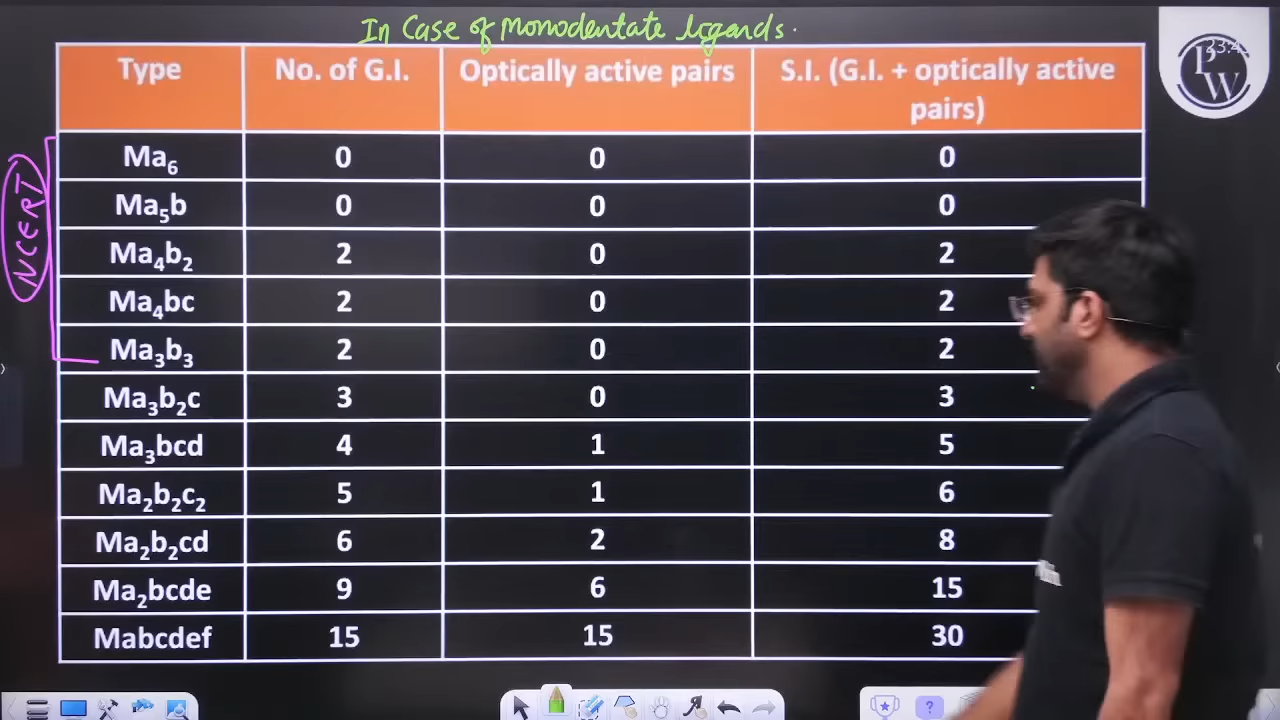 In Case of Monodentate ligands.
Type No. of G.I. Optically active pairs S.I. (G.I. + optically active pairs)
Ma₆ 0 0 0
Ma₅b 0 0 0
Ma₄b₂ 2 0 2
Ma₄bc 2 0 2
Ma₃b₃ 2 0 2
Ma₃b₂c 3 0 3
Ma₃bcd 4 1 5
Ma₂b₂c₂ 5 1 6
Ma₂b₂cd 6 2 8
Ma₂bcde 9 6 15
Mabcdef 15 15 30
NCERT
PW